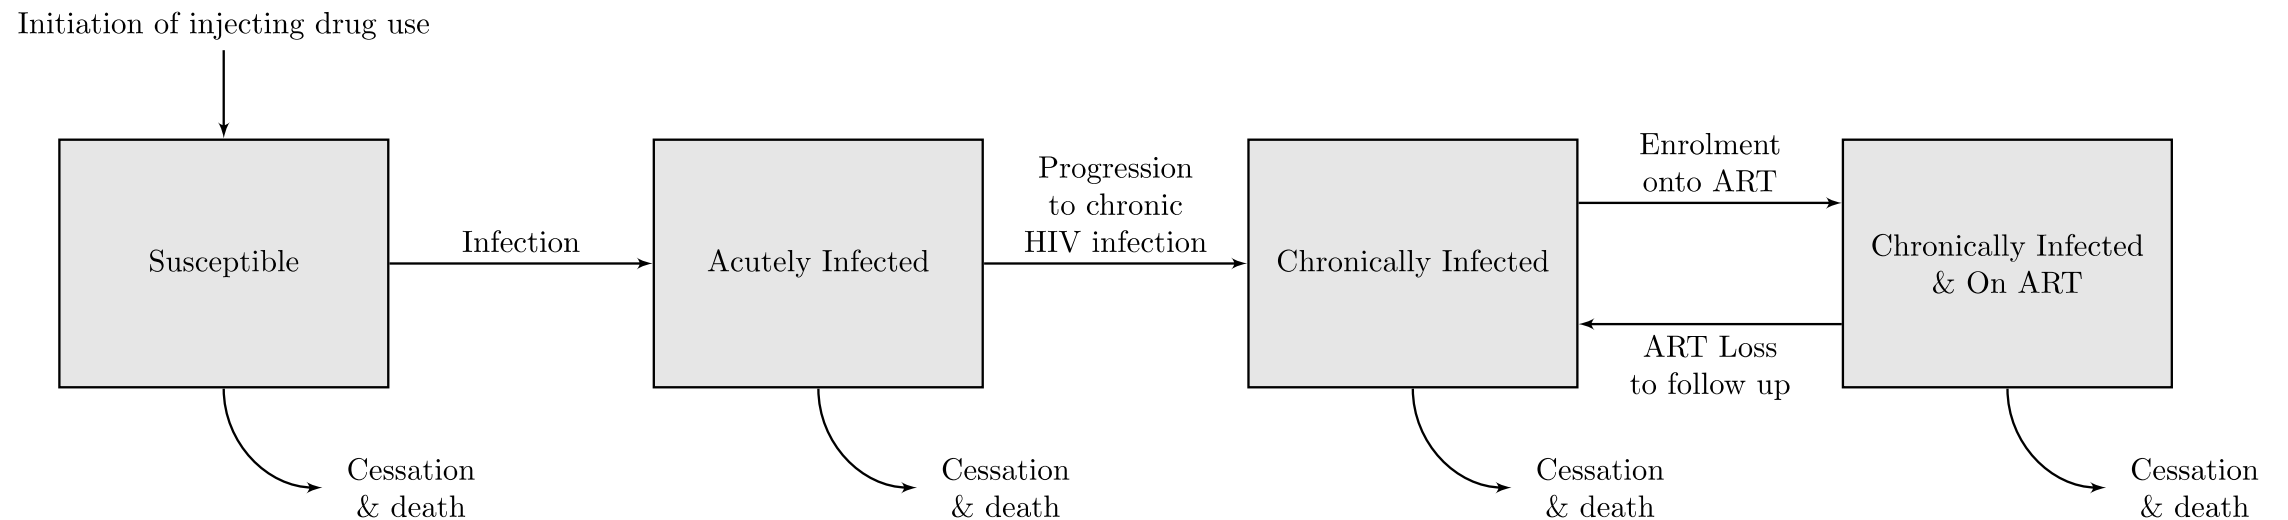 Initiation of injecting drug use
Susceptible
Infection
Acutely Infected
Progression
to chronic
HIV infection
Chronically Infected
Enrolment
onto ART
ART Loss
to follow up
Chronically Infected
& On ART
Cessation
& death
Cessation
& death
Cessation
& death
Cessation
& death